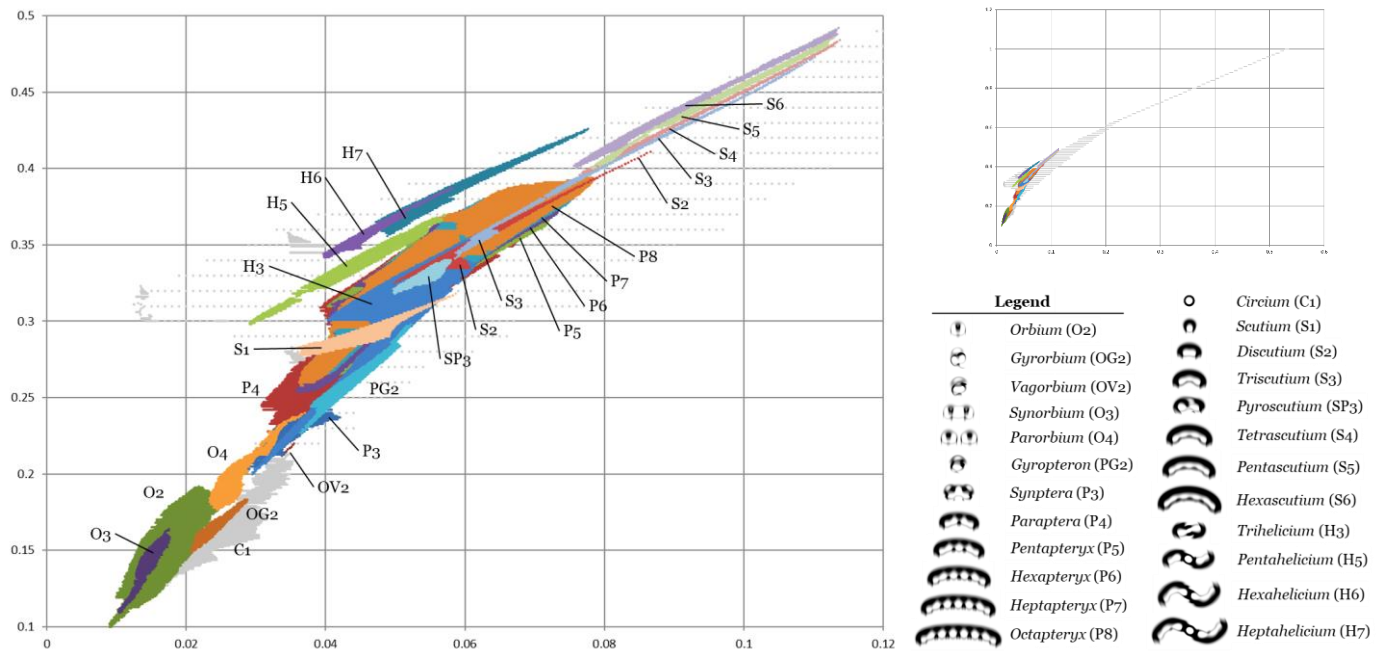 0.5
0.45
0.4
0.35
0.3
0.25
0.2
0.15
0.1
0
0.02
0.04
0.06
0.08
0.1
0.12
S6
S5
S4
S3
S2
H7
H6
H5
H3
P8
P7
P6
P5
S3
S2
SP3
S1
P4
PG2
P3
O4
OV2
O2
OG2
O3
C1
Legend
Orbium (O2)
Gyrorbium (OG2)
Vagorbium (OV2)
Synorbium (O3)
Parorbium (O4)
Gyropteron (PG2)
Synptera (P3)
Paraptera (P4)
Pentapteryx (P5)
Hexapteryx (P6)
Heptapteryx (P7)
Octapteryx (P8)
Circium (C1)
Scutium (S1)
Discutium (S2)
Triscutium (S3)
Pyroscutium (SP3)
Tetrascutium (S4)
Pentascutium (S5)
Hexascutium (S6)
Trihelicium (H3)
Pentahelicium (H5)
Hexahelicium (H6)
Heptahelicium (H7)